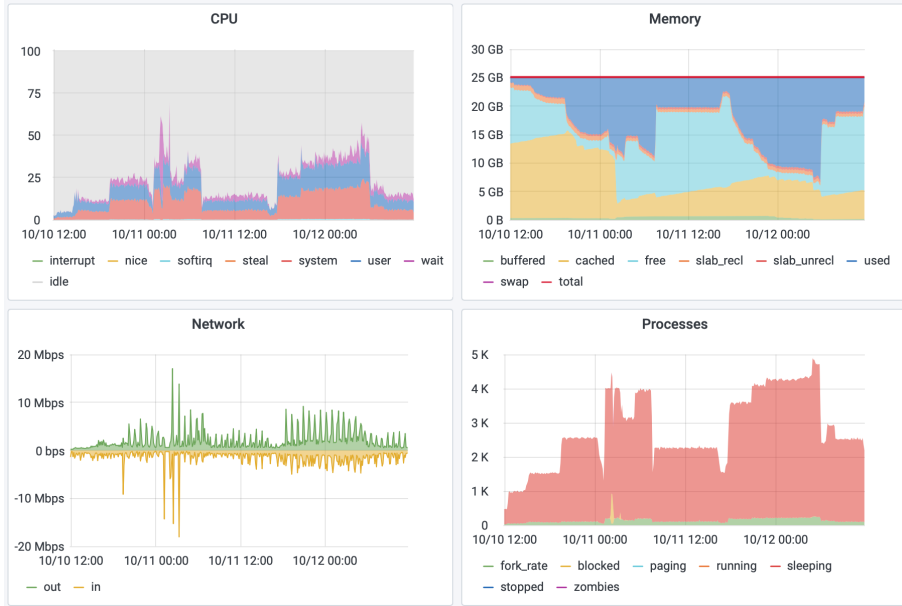 CPU
100
75
50
25
0
10/10 12:00 10/11 00:00 10/11 12:00 10/12 00:00
interrupt nice softirq steal system user wait
idle
Memory
30 GB
25 GB
20 GB
15 GB
10 GB
5 GB
0 B
10/10 12:00 10/11 00:00 10/11 12:00 10/12 00:00
buffered cached free slab_recl slab_unrecl used
swap total
Network
20 Mbps
10 Mbps
0 bps
-10 Mbps
-20 Mbps
10/10 12:00 10/11 00:00 10/11 12:00 10/12 00:00
out in
Processes
5 K
4 K
3 K
2 K
1 K
0
10/10 12:00 10/11 00:00 10/11 12:00 10/12 00:00
fork_rate blocked paging running sleeping
stopped zombies